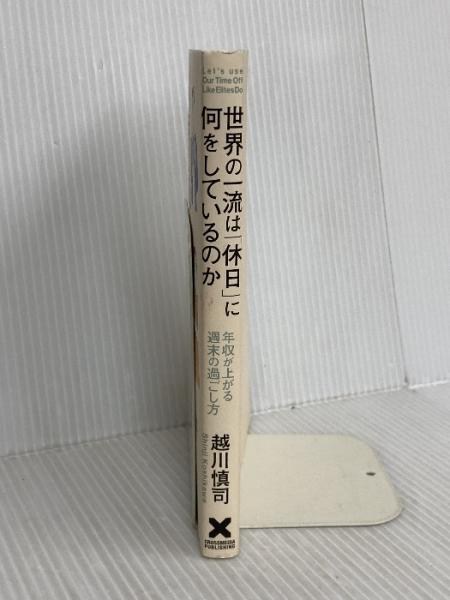 Let's use
Our Time Off
Like Elites Do
世界の一流は「休日」に
何をしているのか
年収が上がる
週末の過ごし方
越川慎司
Shinji Koshikawa
CROSSMEDIA
PUBLISHING